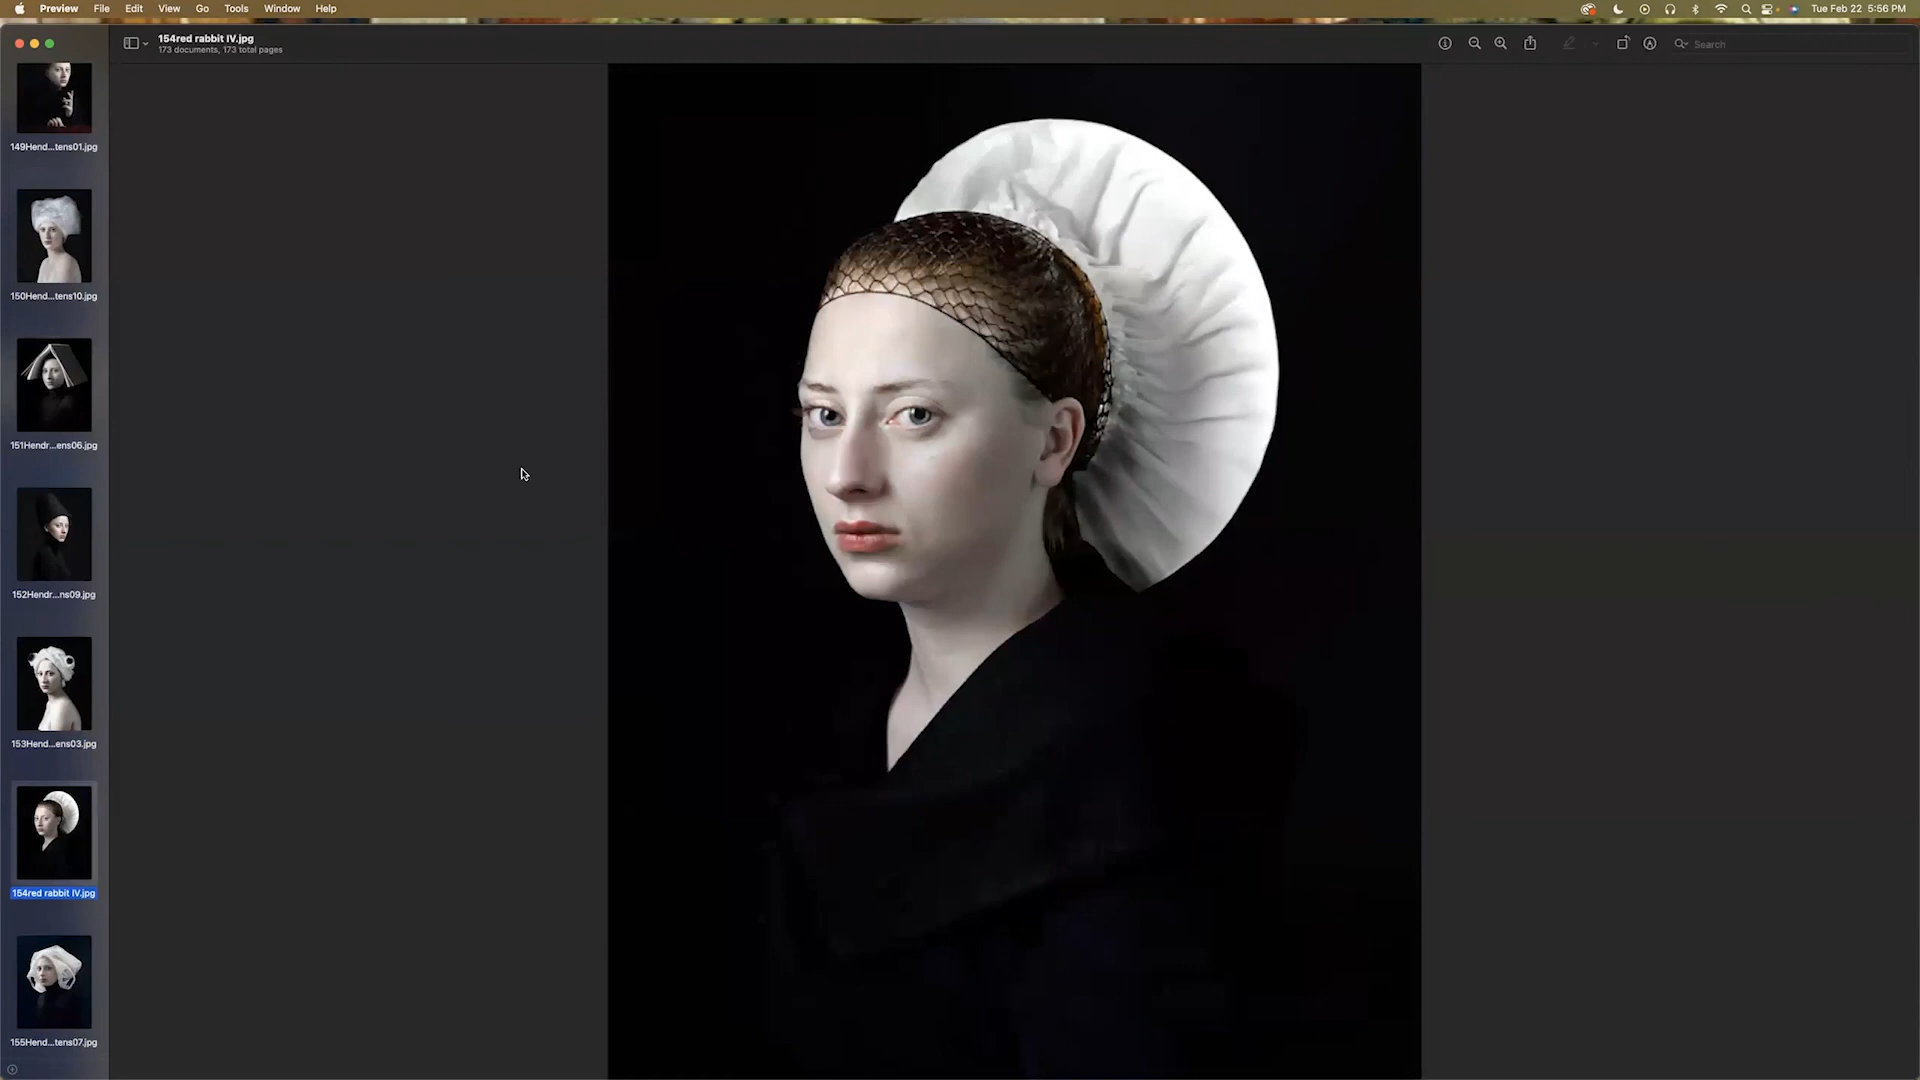 Preview File Edit View Go Tools Window Help
Tue Feb 22 5:56 PM
154red rabbit IV.jpg
173 documents, 173 total pages
Search
149Hend...tens01.jpg
150Hend...tens10.jpg
151Hendr...ens06.jpg
152Hendr...ns09.jpg
153Hend...ens03.jpg
154red rabbit IV.jpg
155Hend...tens07.jpg